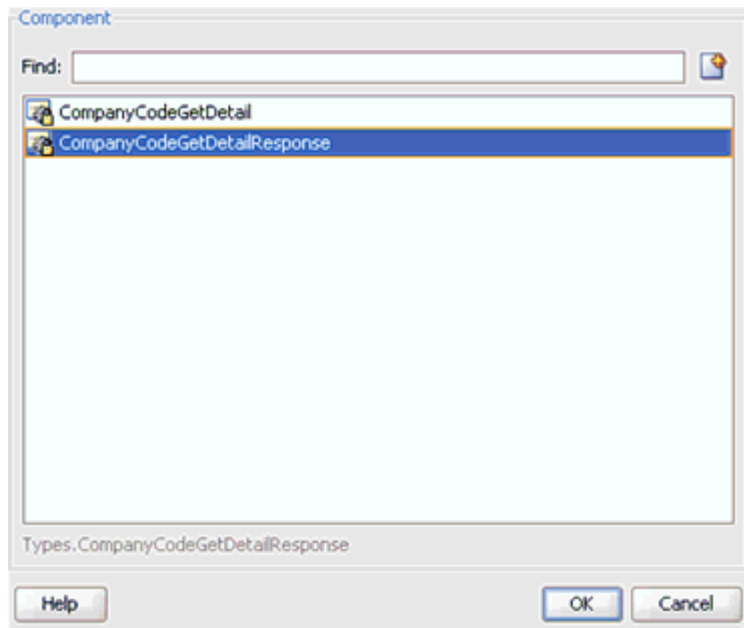 Component
Find:
CompanyCodeGetDetail
CompanyCodeGetDetailResponse
Types.CompanyCodeGetDetailResponse
Help OK Cancel